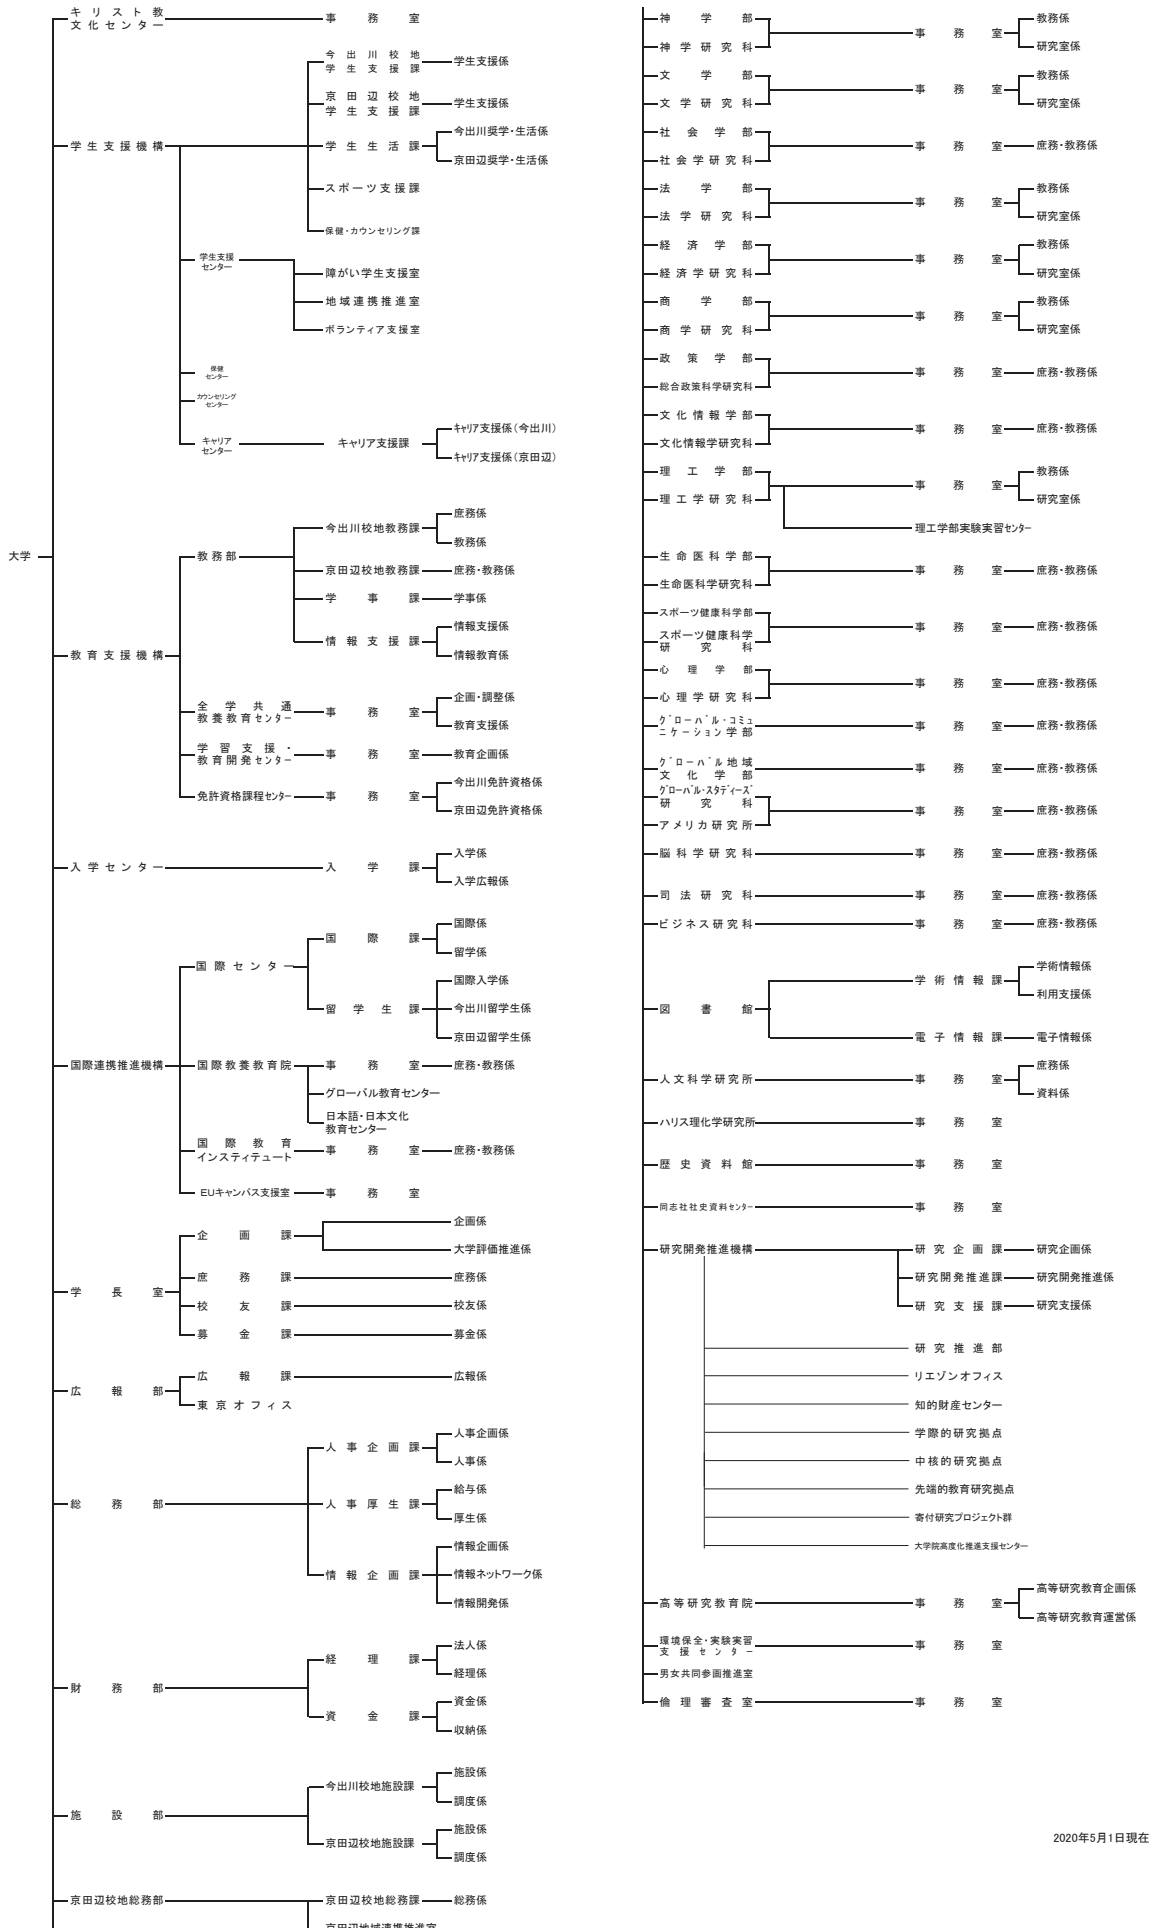 キリスト教
文化センター
事務室
学生支援機構
今出川校地
学生支援課
学生支援係
京田辺校地
学生支援課
学生支援係
学生生活課
今出川奨学・生活係
京田辺奨学・生活係
スポーツ支援課
保健・カウンセリング課
学生支援
センター
障がい学生支援室
地域連携推進室
ボランティア支援室
保健
センター
カウンセリング
センター
キャリア
センター
キャリア支援課
キャリア支援係(今出川)
キャリア支援係(京田辺)
大学
教育支援機構
教務部
今出川校地教務課
庶務係
教務係
京田辺校地教務課
庶務・教務係
学事課
学事係
情報支援課
情報支援係
情報教育係
全学共通
教養教育センター
事務室
企画・調整係
教育支援係
学習支援・
教育開発センター
事務室
教育企画係
免許資格課程センター
事務室
今出川免許資格係
京田辺免許資格係
入学センター
入学課
入学係
入学広報係
国際連携推進機構
国際センター
国際課
国際係
留学係
留学生課
国際入学係
今出川留学生係
京田辺留学生係
国際教養教育院
事務室
庶務・教務係
グローバル教育センター
日本語・日本文化
教育センター
国際教育
インスティテュート
事務室
庶務・教務係
EUキャンパス支援室
事務室
学長室
企画課
企画係
大学評価推進係
庶務課
庶務係
校友課
校友係
募金課
募金係
広報部
広報課
広報係
東京オフィス
総務部
人事企画課
人事企画係
人事係
人事厚生課
給与係
厚生係
情報企画課
情報企画係
情報ネットワーク係
情報開発係
財務部
経理課
法人係
経理係
資金課
資金係
収納係
施設部
今出川校地施設課
施設係
調度係
京田辺校地施設課
施設係
調度係
京田辺校地総務部
京田辺校地総務課
総務係
京田辺地域連携推進室
神学部
神学研究科
事務室
教務係
研究室係
文学部
文学研究科
事務室
教務係
研究室係
社会学部
社会学研究科
事務室
庶務・教務係
法学部
法学研究科
事務室
教務係
研究室係
経済学部
経済学研究科
事務室
教務係
研究室係
商学部
商学研究科
事務室
教務係
研究室係
政策学部
総合政策科学研究科
事務室
庶務・教務係
文化情報学部
文化情報学研究科
事務室
庶務・教務係
理工学部
理工学研究科
事務室
教務係
研究室係
理工学部実験実習センター
生命医科学部
生命医科学研究科
事務室
庶務・教務係
スポーツ健康科学部
スポーツ健康科学
研究科
事務室
庶務・教務係
心理学部
心理学研究科
事務室
庶務・教務係
グローバル・コミュ
ニケーション学部
事務室
庶務・教務係
グローバル地域
文化学部
事務室
庶務・教務係
グローバル・スタディーズ
研究科
アメリカ研究所
事務室
庶務・教務係
脳科学研究科
事務室
庶務・教務係
司法研究科
事務室
庶務・教務係
ビジネス研究科
事務室
庶務・教務係
図書館
学術情報課
学術情報係
利用支援係
電子情報課
電子情報係
人文科学研究所
事務室
庶務係
資料係
ハリス理化学研究所
事務室
歴史資料館
事務室
同志社社史資料センター
事務室
研究開発推進機構
研究企画課
研究企画係
研究開発推進課
研究開発推進係
研究支援課
研究支援係
研究推進部
リエゾンオフィス
知的財産センター
学際的研究拠点
中核的研究拠点
先端的教育研究拠点
寄付研究プロジェクト群
大学院高度化推進支援センター
高等研究教育院
事務室
高等研究教育企画係
高等研究教育運営係
環境保全・実験実習
支援センター
事務室
男女共同参画推進室
倫理審査室
事務室
2020年5月1日現在